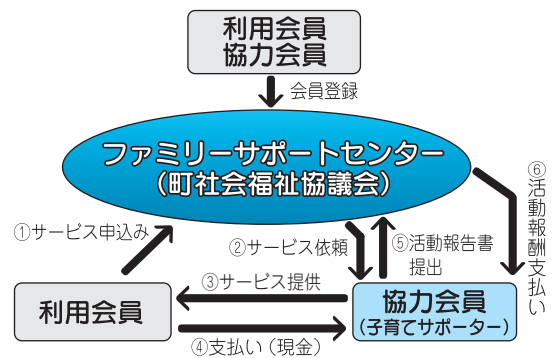 利用会員
協力会員
会員登録
ファミリーサポートセンター
(町社会福祉協議会)
①サービス申込み
②サービス依頼
⑤活動報告書
提出
⑥活動報酬支払い
③サービス提供
利用会員
協力会員
(子育てサポーター)
④支払い(現金)